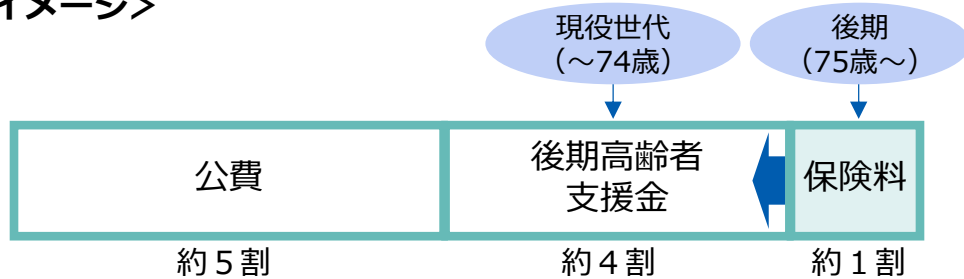 イメージ>
現役世代
（～74歳）
後期
（75歳～）
公費
後期高齢者
支援金
保険料
約５割
約４割
約１割